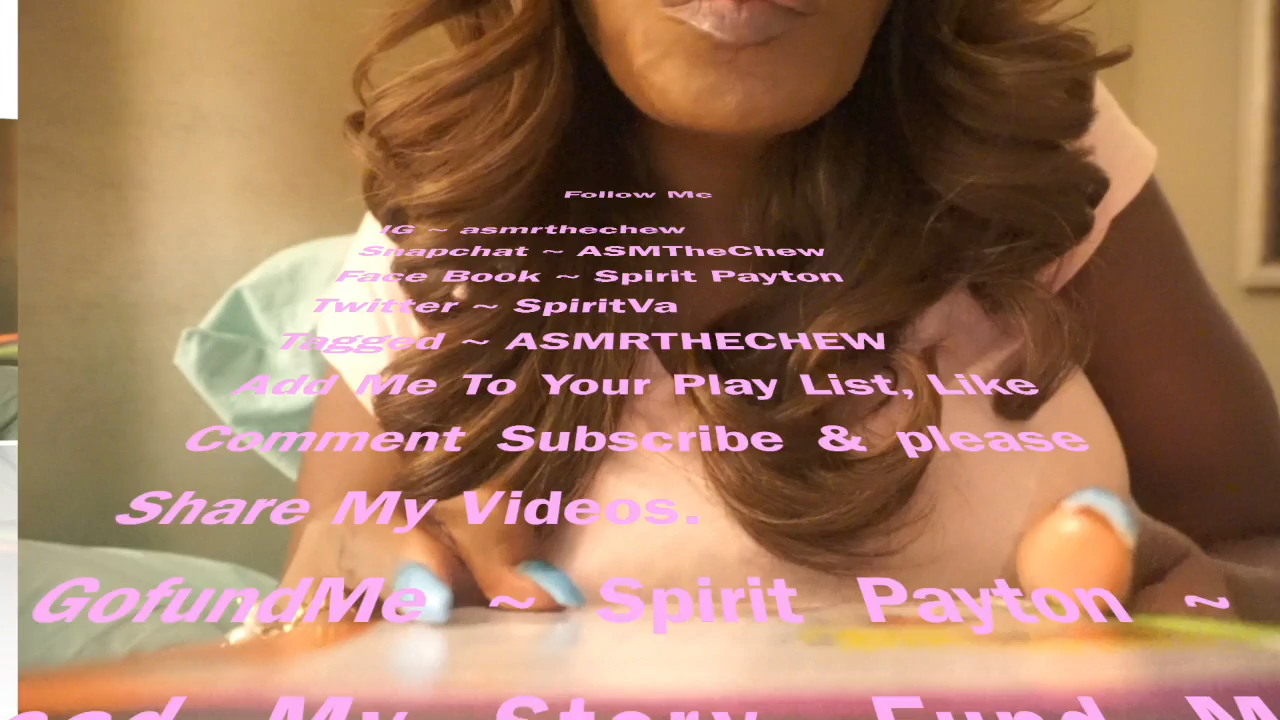 Follow Me
IG ~ asmrthechew
Snapchat ~ ASMTheChew
Face Book ~ Spirit Payton
Twitter ~ SpiritVa
Tagged ~ ASMRTHECHEW
Add Me To Your Play List, Like
Comment Subscribe & please
Share My Videos.
GofundMe ~ Spirit Payton ~
My Story Fund